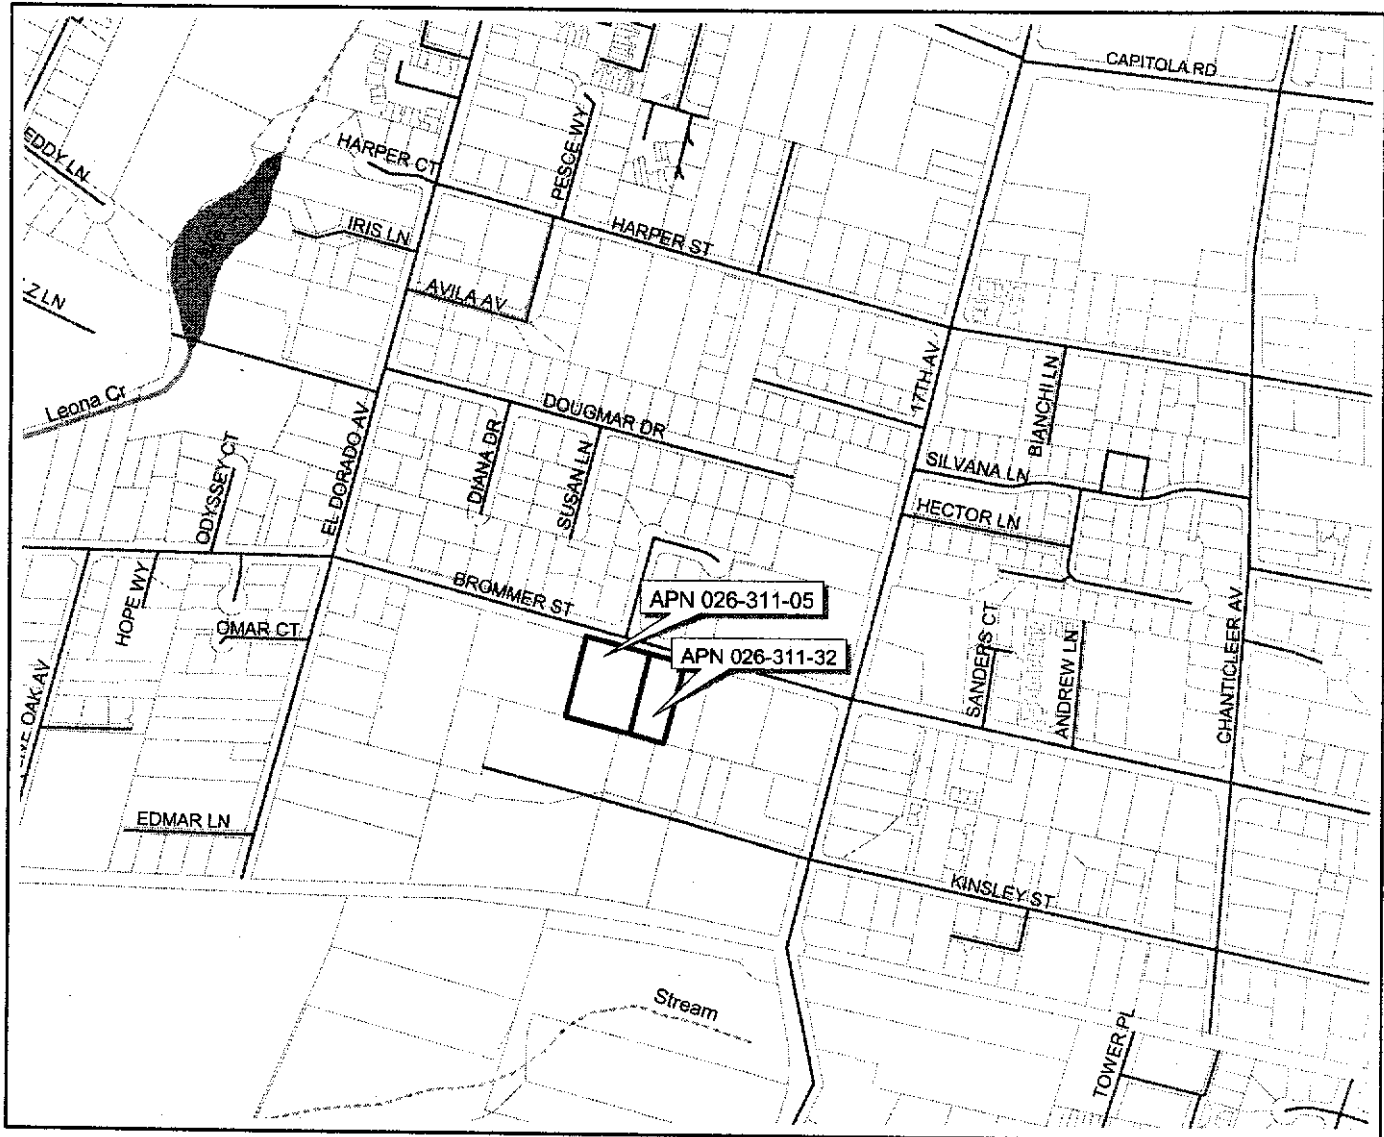 CAPITOLA RD
EDDY LN
HARPER CT
PESCE WY
IRIS LN
HARPER ST
Z LN
AVILA AV
17TH AV
BIANCHI LN
Leona Cr
DOUGMAR DR
EL DORADO AV
DIANA DR
SUSAN LN
ODYSSEY CT
SILVANA LN
HECTOR LN
HOPE WY
BROMMER ST
APN 026-311-05
OMAR CT
APN 026-311-32
SANDERS CT
ANDREW LN
CHANTICLEER AV
OAK AV
EDMAR LN
KINSLEY ST
Stream
TOWER PL